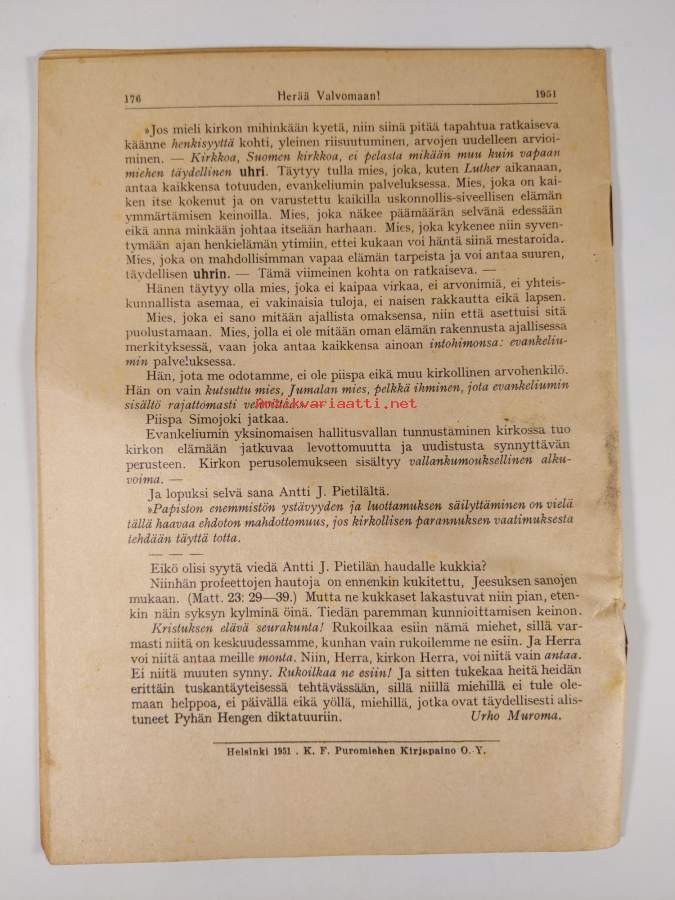 176 Herää Valvomaan! 1951
»Jos mieli kirkon mihinkään kyetä, niin siinä pitää tapahtua ratkaiseva
käänne henkisyyttä kohti, yleinen riisuutuminen, arvojen uudelleen arvioi-
minen. — Kirkkoa, Suomen kirkkoa, ei pelasta mikään muu kuin vapaan
miehen täydellinen uhri. Täytyy tulla mies, joka, kuten Luther aikanaan,
antaa kaikkensa totuuden, evankeliumin palveluksessa. Mies, joka on kai-
ken itse kokenut ja on varustettu kaikilla uskonnollis-siveellisen elämän
ymmärtämisen keinoilla. Mies, joka näkee päämäärän selvänä edessään
eikä anna minkään johtaa itseään harhaan. Mies, joka kykenee niin syven-
tymään ajan henkielämän ytimiin, ettei kukaan voi häntä siinä mestaroida.
Mies, joka on mahdollisimman vapaa elämän tarpeista ja voi antaa suuren,
täydellisen uhrin. — Tämä viimeinen kohta on ratkaiseva. —
Hänen täytyy olla mies, joka ei kaipaa virkaa, ei arvonimiä, ei yhteis-
kunnallista asemaa, ei vakinaisia tuloja, ei naisen rakkautta eikä lapsen.
Mies, joka ei sano mitään ajallista omaksensa, niin että asettuisi sitä
puolustamaan. Mies, jolla ei ole mitään oman elämän rakennusta ajallisessa
merkityksessä, vaan joka antaa kaikkensa ainoan intohimonsa: evankeliu-
min palveluksessa.
Hän, jota me odotamme, ei ole piispa eikä muu kirkollinen arvohenkilö.
Hän on vain kutsuttu mies, Jumalan mies, pelkkä ihminen, jota evankeliumin
sisältö rajattomasti
Antikvariaatti.net
Piispa Simojoki jatkaa.
Evankeliumin yksinomaisen hallitusvallan tunnustaminen kirkossa tuo
kirkon elämään jatkuvaa levottomuutta ja uudistusta synnyttävän
perusteen. Kirkon perusolemukseen sisältyy vallankumouksellinen alku-
voima. —
Ja lopuksi selvä sana Antti J. Pietilältä.
»Papiston enemmistön ystävyyden ja luottamuksen säilyttäminen on vielä
tällä haavaa ehdoton mahdottomuus, jos kirkollisen parannuksen vaatimuksesta
tehdään täyttä totta.
— — —
Eikö olisi syytä viedä Antti J. Pietilän haudalle kukkia?
Niinhän profeettojen hautoja on ennenkin kukitettu, Jeesuksen sanojen
mukaan. (Matt. 23: 29—39.) Mutta ne kukkaset lakastuvat niin pian, eten-
kin näin syksyn kylminä öinä. Tiedän paremman kunnioittamisen keinon.
Kristuksen elävä seurakunta! Rukoilkaa esiin nämä miehet, sillä var-
masti niitä on keskuudessamme, kunhan vain rukoilemme ne esiin. Ja Herra
voi niitä antaa meille monta. Niin, Herra, kirkon Herra, voi niitä vain antaa.
Ei niitä muuten synny. Rukoilkaa ne esiin! Ja sitten tukekaa heitä heidän
erittäin tuskantäyteisessä tehtävässään, sillä niillä miehillä ei tule ole-
maan helppoa, ei päivällä eikä yöllä, miehillä, jotka ovat täydellisesti alis-
tuneet Pyhän Hengen diktatuuriin. Urho Muroma.
Helsinki 1951 . K. F. Puromiehen Kirjapaino O. Y.